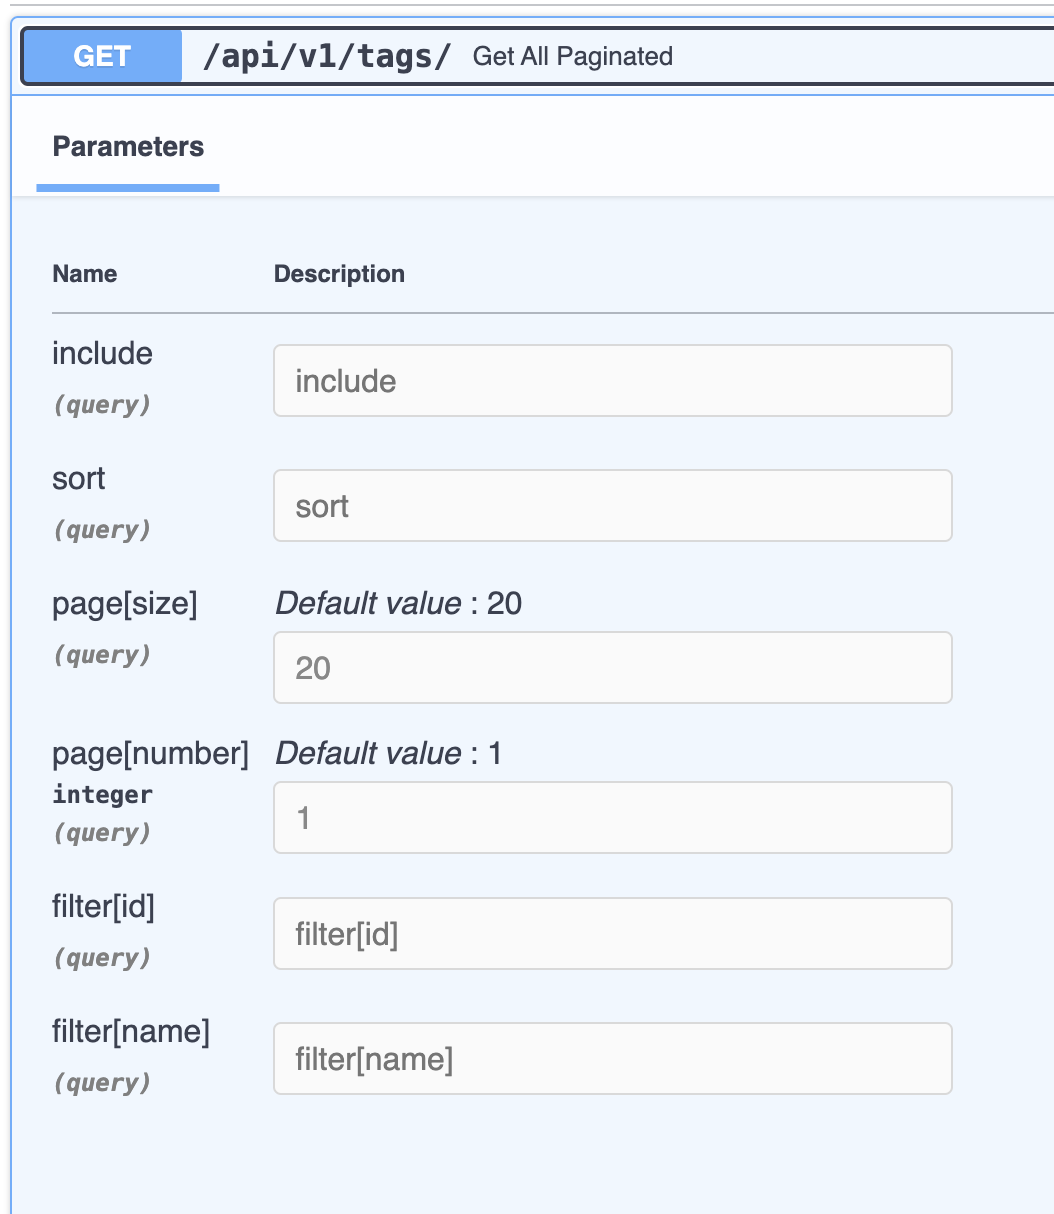 GET /api/v1/tags/ Get All Paginated
Parameters
Name Description
include
(query)
include
sort
(query)
sort
page[size]
(query)
Default value : 20
20
page[number]
integer
(query)
Default value : 1
1
filter[id]
(query)
filter[id]
filter[name]
(query)
filter[name]